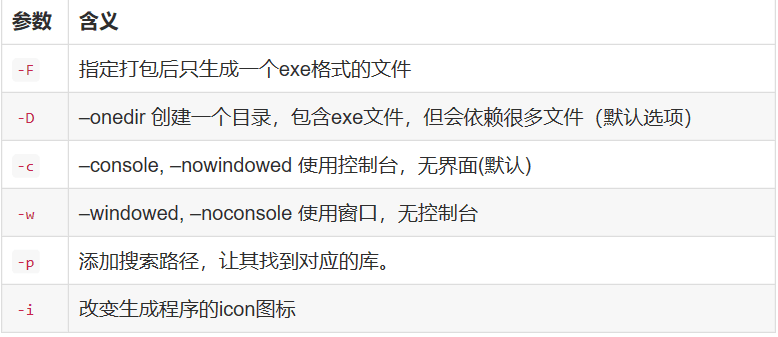 参数 含义
-F 指定打包后只生成一个exe格式的文件
-D –onedir 创建一个目录，包含exe文件，但会依赖很多文件（默认选项）
-c –console, –nowindowed 使用控制台，无界面(默认)
-w –windowed, –noconsole 使用窗口，无控制台
-p 添加搜索路径，让其找到对应的库。
-i 改变生成程序的icon图标